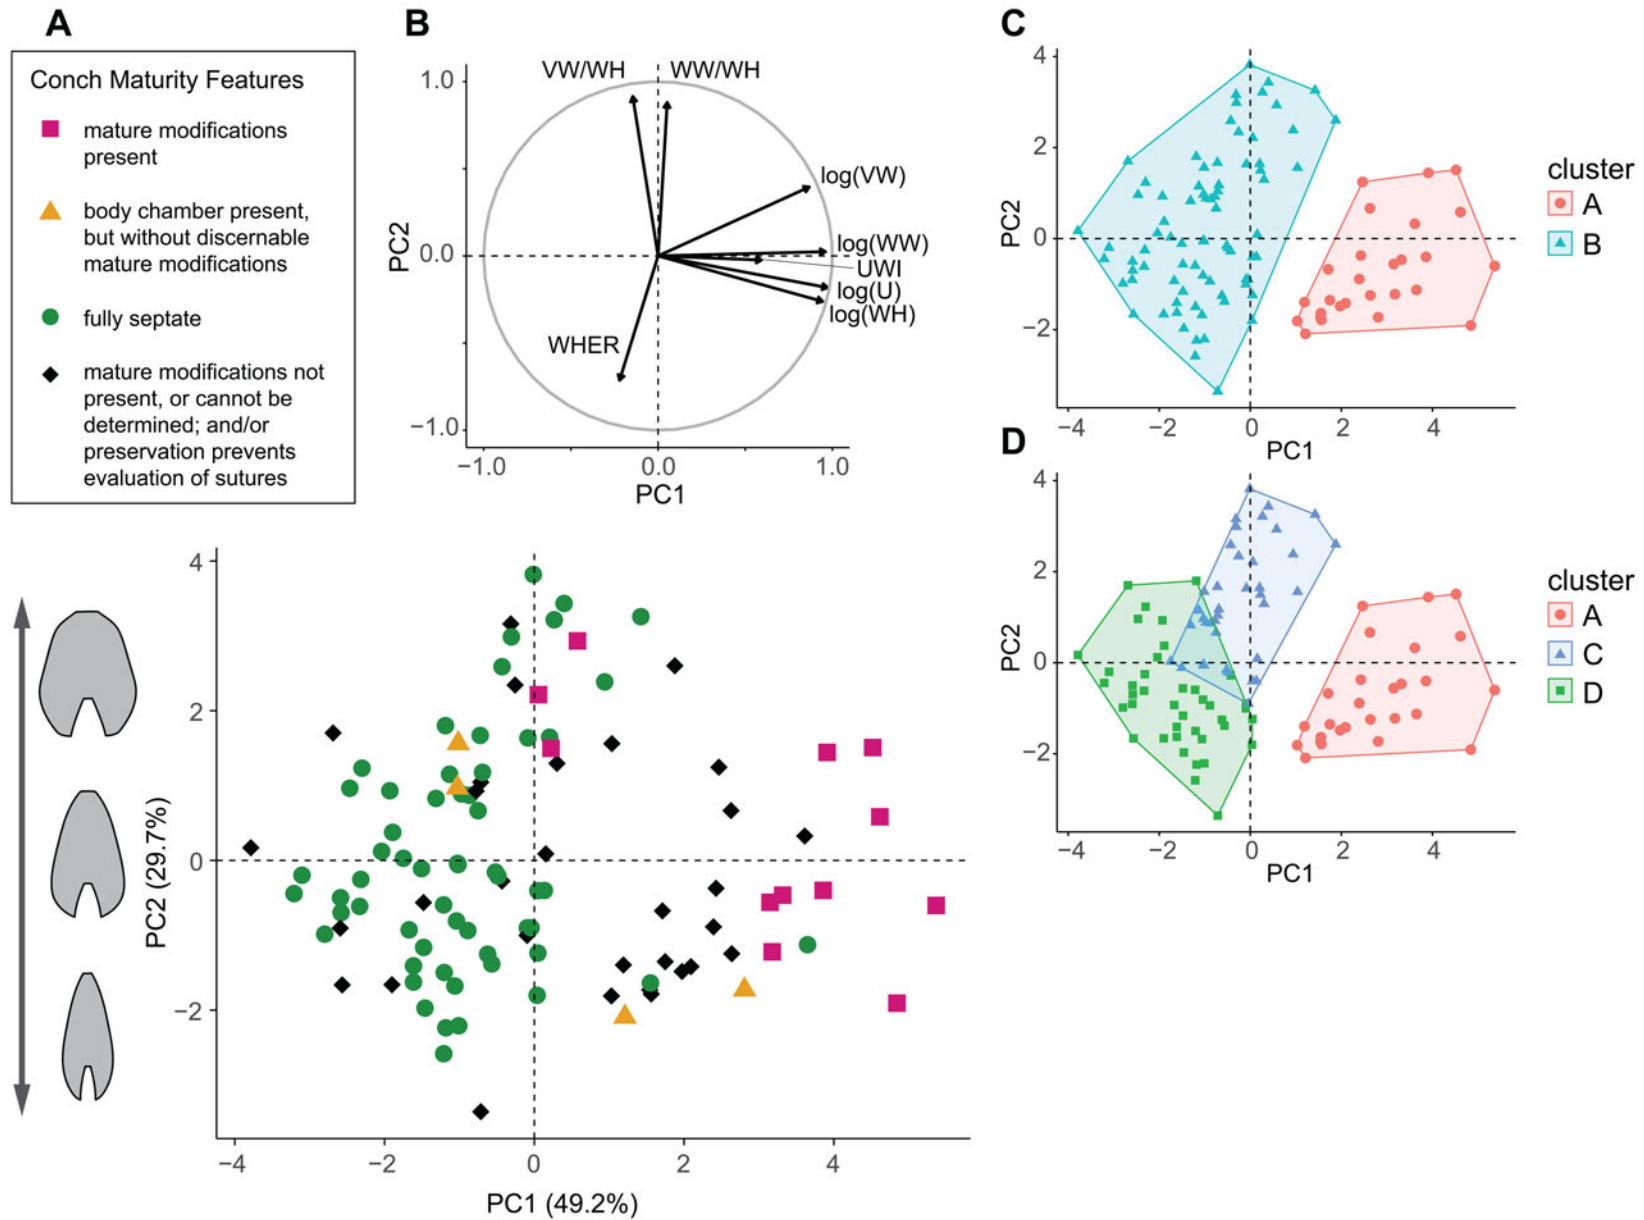 A
Conch Maturity Features
mature modifications
present
body chamber present,
but without discernable
mature modifications
fully septate
mature modifications not
present, or cannot be
determined; and/or
preservation prevents
evaluation of sutures
B
VW/WH
WW/WH
1.0
log(VW)
log(WW)
UWI
log(U)
log(WH)
WHER
PC2
0.0
−1.0
−1.0
0.0
1.0
PC1
C
4
2
0
−2
PC2
−4
−2
0
2
4
PC1
cluster
A
B
D
4
2
0
−2
PC2
−4
−2
0
2
4
PC1
cluster
A
C
D
4
2
0
−2
PC2 (29.7%)
−4
−2
0
2
4
PC1 (49.2%)